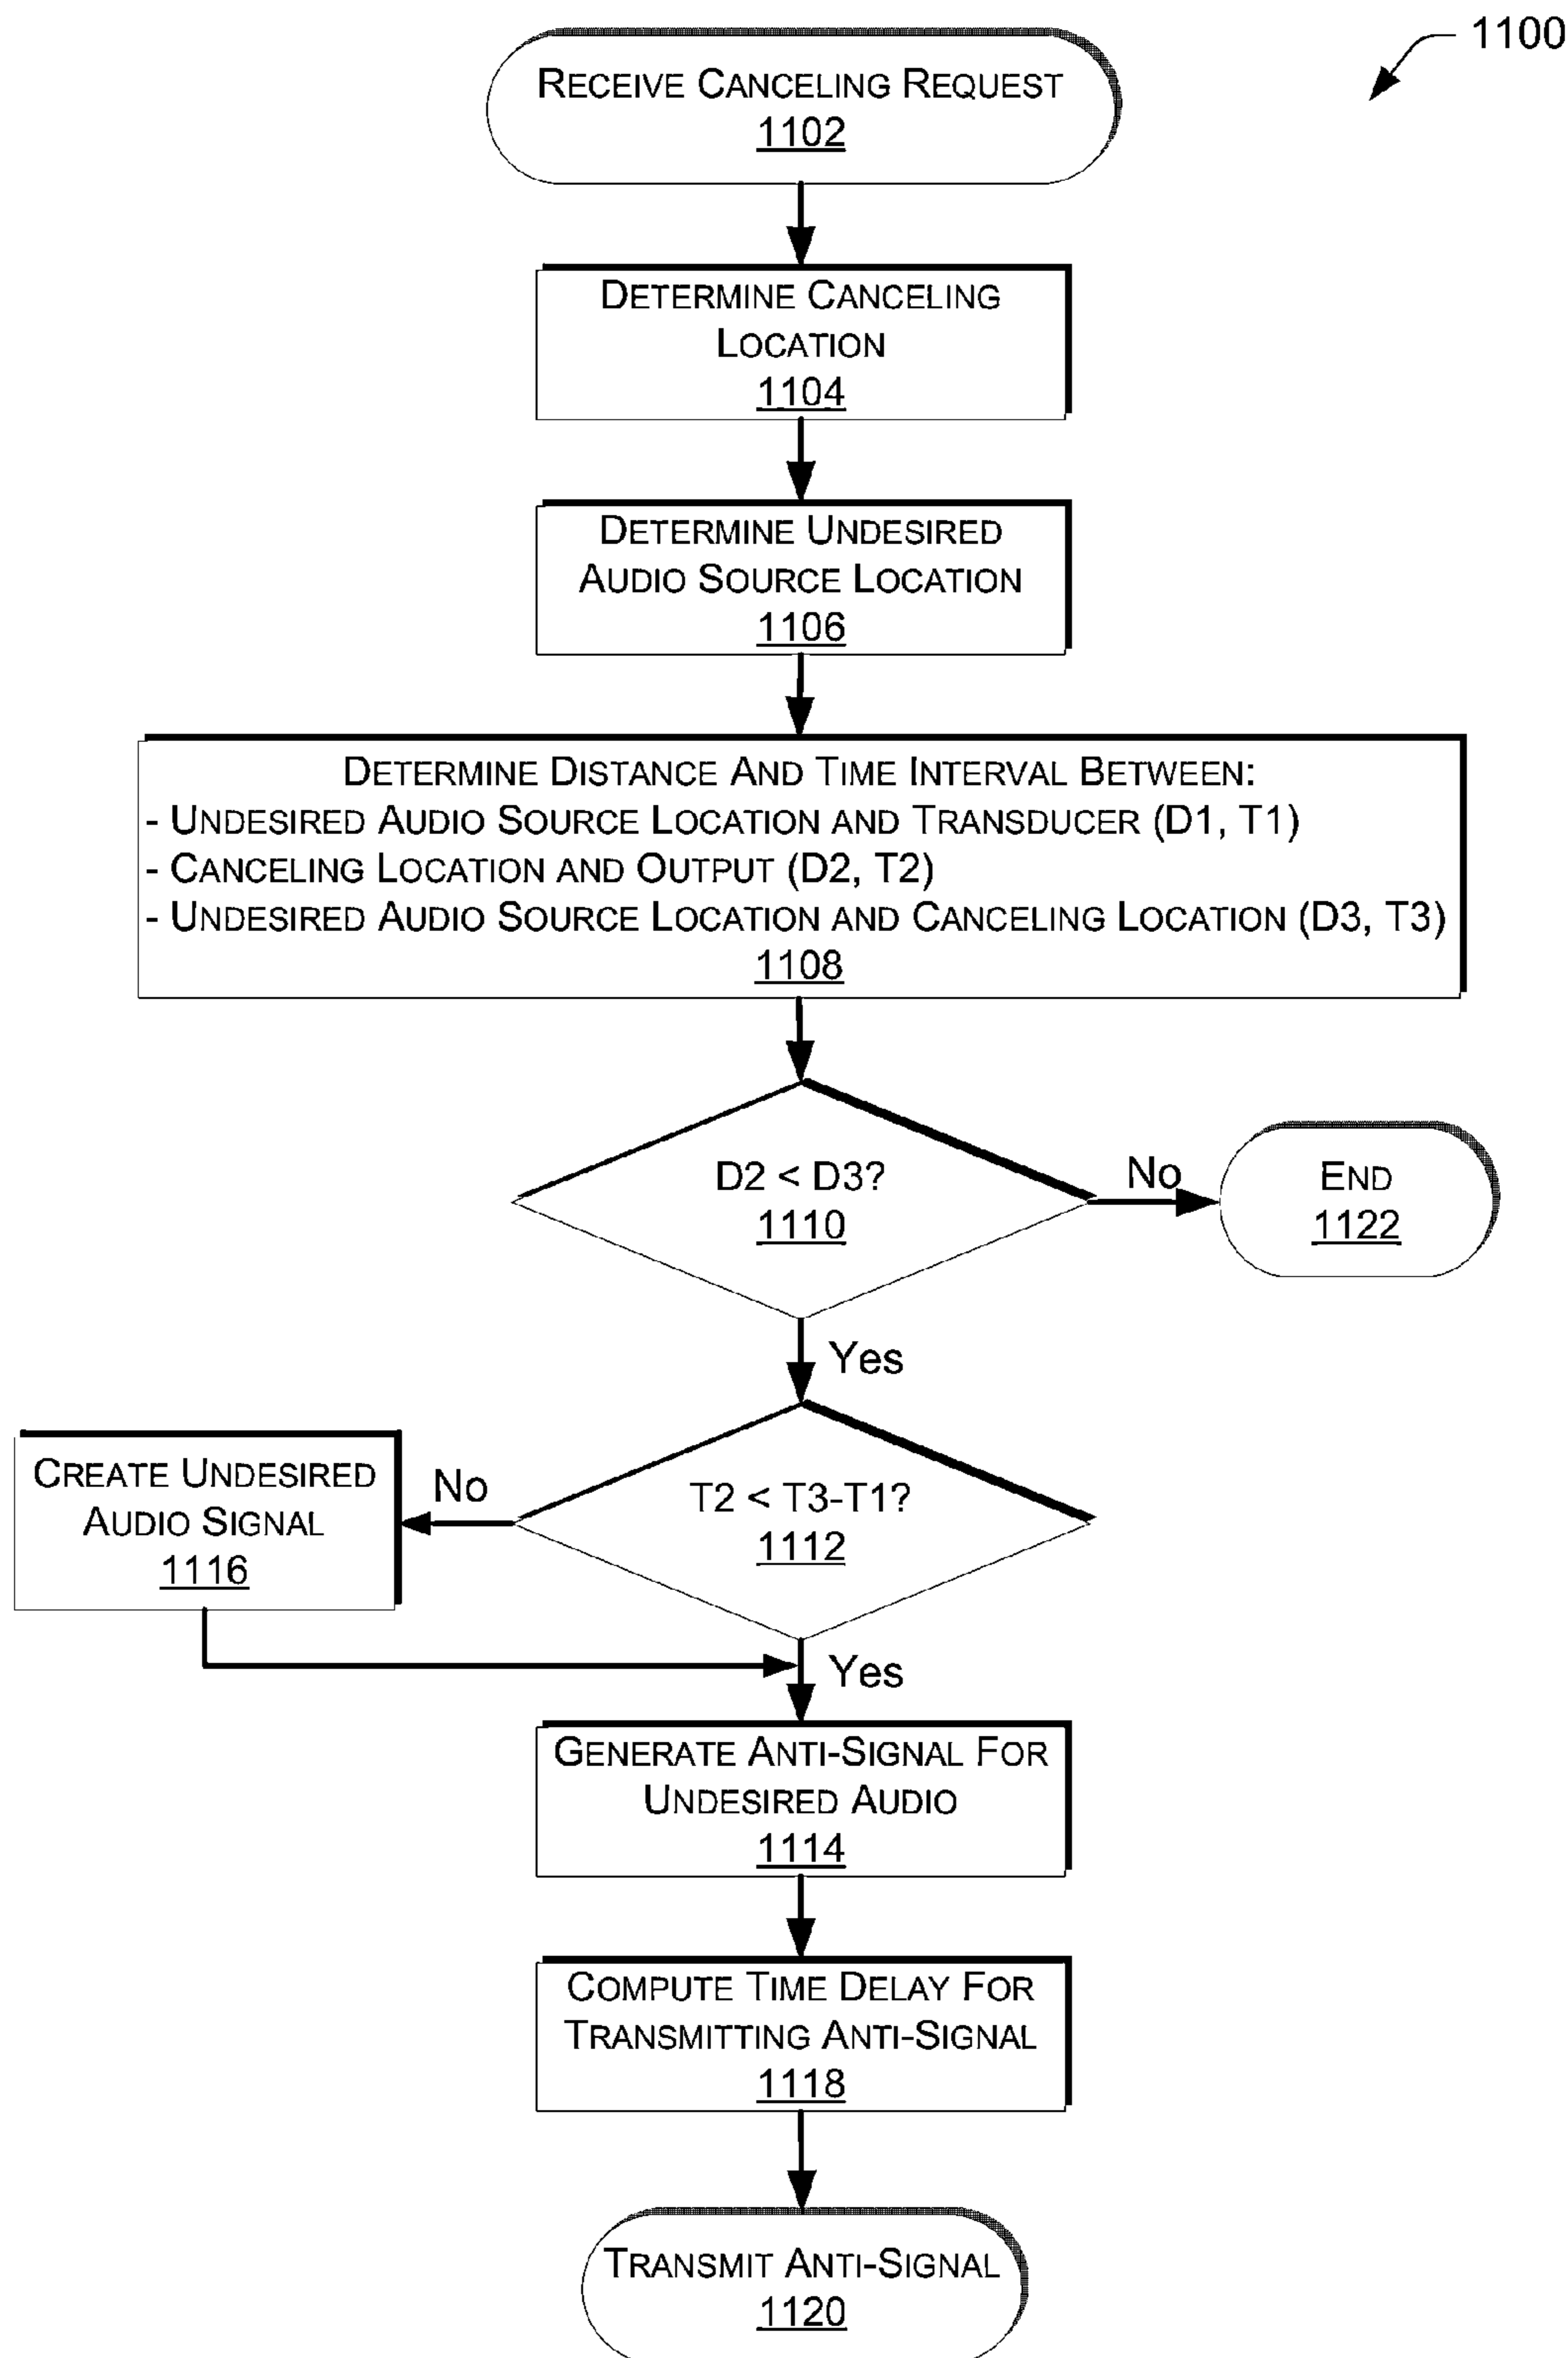 1100
RECEIVE CANCELING REQUEST
1102
DETERMINE CANCELING
LOCATION
1104
DETERMINE UNDESIRED
AUDIO SOURCE LOCATION
1106
DETERMINE DISTANCE AND TIME INTERVAL BETWEEN:
- UNDESIRED AUDIO SOURCE LOCATION AND TRANSDUCER (D1, T1)
- CANCELING LOCATION AND OUTPUT (D2, T2)
- UNDESIRED AUDIO SOURCE LOCATION AND CANCELING LOCATION (D3, T3)
1108
D2 < D3?
1110
No
END
1122
Yes
T2 < T3-T1?
1112
No
CREATE UNDESIRED
AUDIO SIGNAL
1116
Yes
GENERATE ANTI-SIGNAL FOR
UNDESIRED AUDIO
1114
COMPUTE TIME DELAY FOR
TRANSMITTING ANTI-SIGNAL
1118
TRANSMIT ANTI-SIGNAL
1120